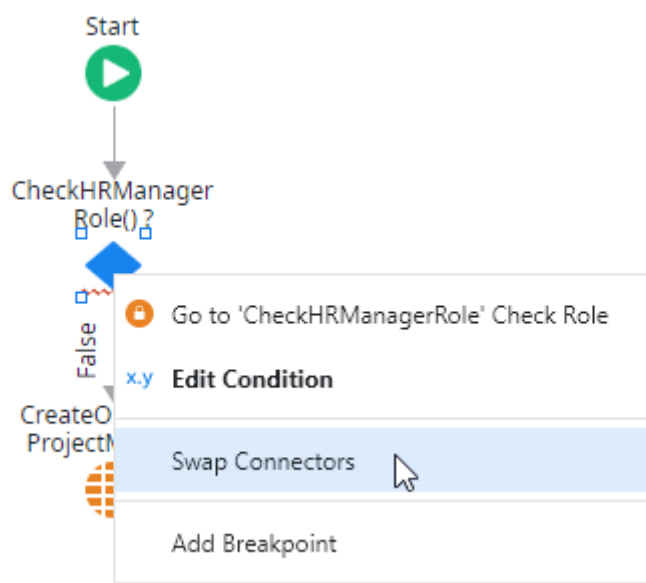 Start
CheckHRManager
Role() ?
Go to 'CheckHRManagerRole' Check Role
False
x.y Edit Condition
CreateO
ProjectM
Swap Connectors
Add Breakpoint